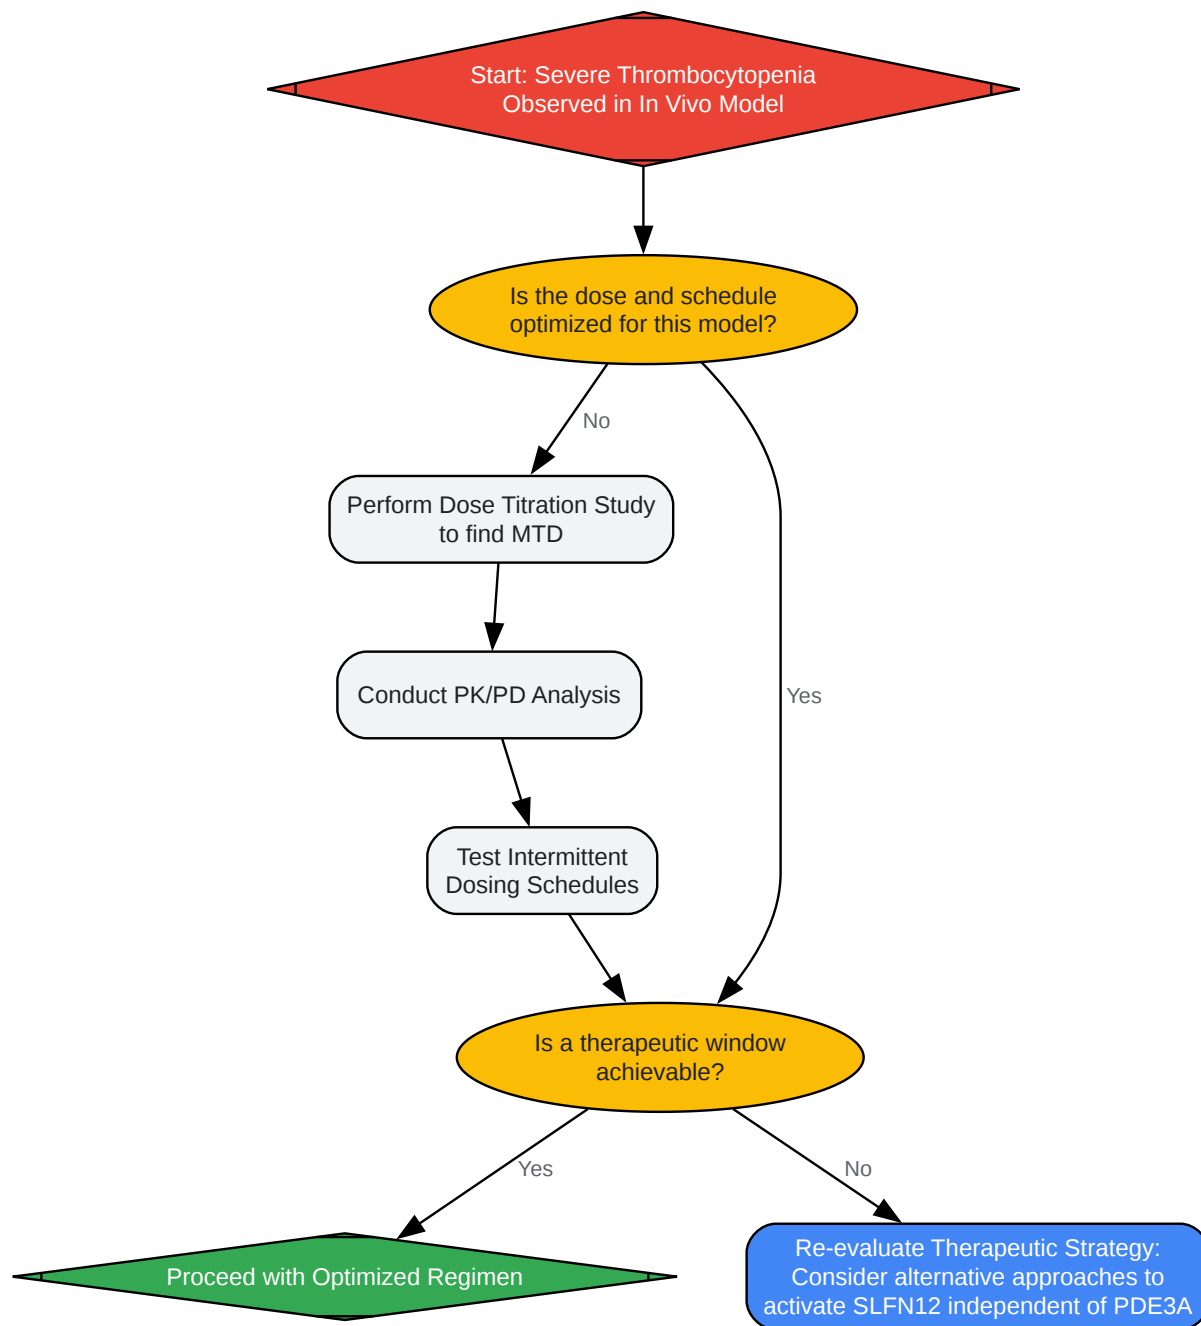 Start: Severe Thrombocytopenia
Observed in In Vivo Model
Is the dose and schedule
optimized for this model?
No
Perform Dose Titration Study
to find MTD
Conduct PK/PD Analysis
Yes
Test Intermittent
Dosing Schedules
Is a therapeutic window
achievable?
Yes
No
Proceed with Optimized Regimen
Re-evaluate Therapeutic Strategy:
Consider alternative approaches to
activate SLFN12 independent of PDE3A